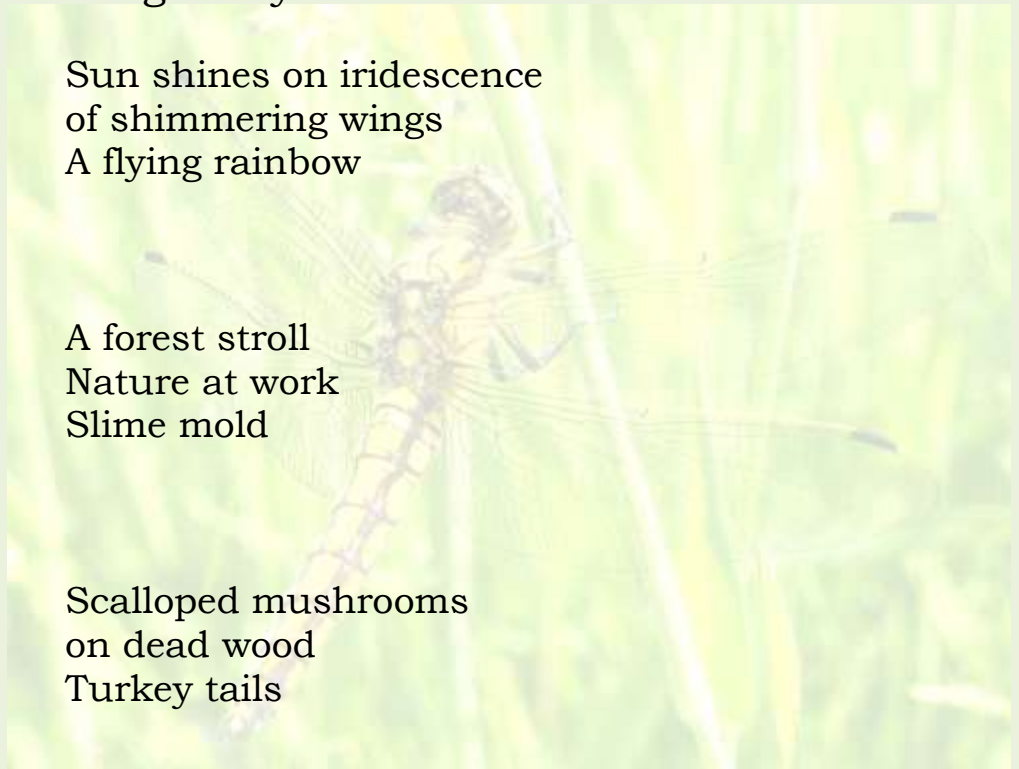 Sun shines on iridescence
of shimmering wings
A flying rainbow
A forest stroll
Nature at work
Slime mold
Scalloped mushrooms
on dead wood
Turkey tails